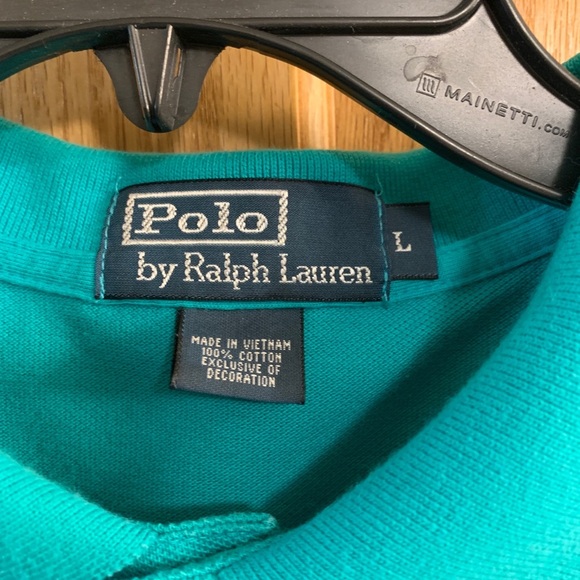 MAINETTI.COM
Polo
by Ralph Lauren
L
MADE IN VIETNAM
100% COTTON
EXCLUSIVE OF
DECORATION